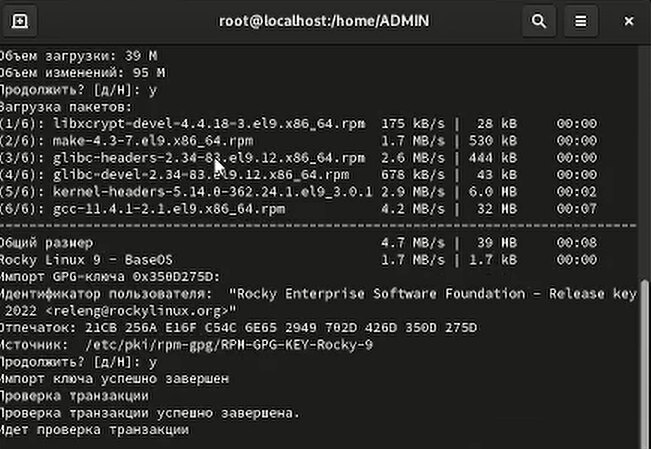 root@localhost:/home/ADMIN
Объем загрузки: 39 M
Объем изменений: 95 M
Продолжить? [д/Н]: y
Загрузка пакетов:
(1/6): libxcrypt-devel-4.4.18-3.el9.x86_64.rpm 175 kB/s | 28 kB 00:00
(2/6): make-4.3-7.el9.x86_64.rpm 1.7 MB/s | 530 kB 00:00
(3/6): glibc-headers-2.34-83.el9.12.x86_64.rpm 2.6 MB/s | 444 kB 00:00
(4/6): glibc-devel-2.34-83.el9.12.x86_64.rpm 678 kB/s | 43 kB 00:00
(5/6): kernel-headers-5.14.0-362.24.1.el9_3.0.1 2.9 MB/s | 6.0 MB 00:02
(6/6): gcc-11.4.1-2.1.el9.x86_64.rpm 4.2 MB/s | 32 MB 00:07
--------------------------------------------------------------------------------
Общий размер 4.7 MB/s | 39 MB 00:08
Rocky Linux 9 - BaseOS 1.7 MB/s | 1.7 kB 00:00
Импорт GPG-ключа 0x350D275D:
Идентификатор пользователя: "Rocky Enterprise Software Foundation - Release key
2022 <releng@rockylinux.org>"
Отпечаток: 21CB 256A E16F C54C 6E65 2949 702D 426D 350D 275D
Источник: /etc/pki/rpm-gpg/RPM-GPG-KEY-Rocky-9
Продолжить? [д/Н]: y
Импорт ключа успешно завершен
Проверка транзакции
Проверка транзакции успешно завершена.
Идет проверка транзакции